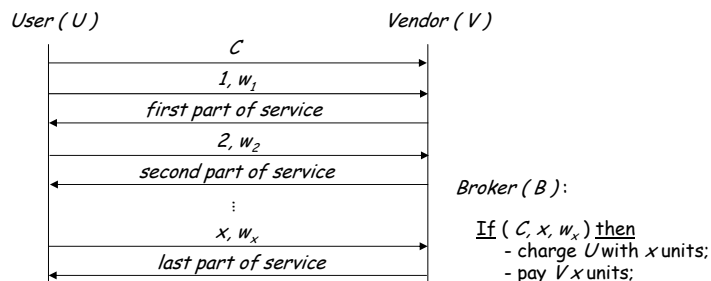 User ( U )
Vendor ( V )
C
1, w₁
first part of service
2, w₂
second part of service
Broker ( B ):
⋮
x, wₓ
If ( C, x, wₓ ) then
- charge U with x units;
last part of service
- pay V x units;